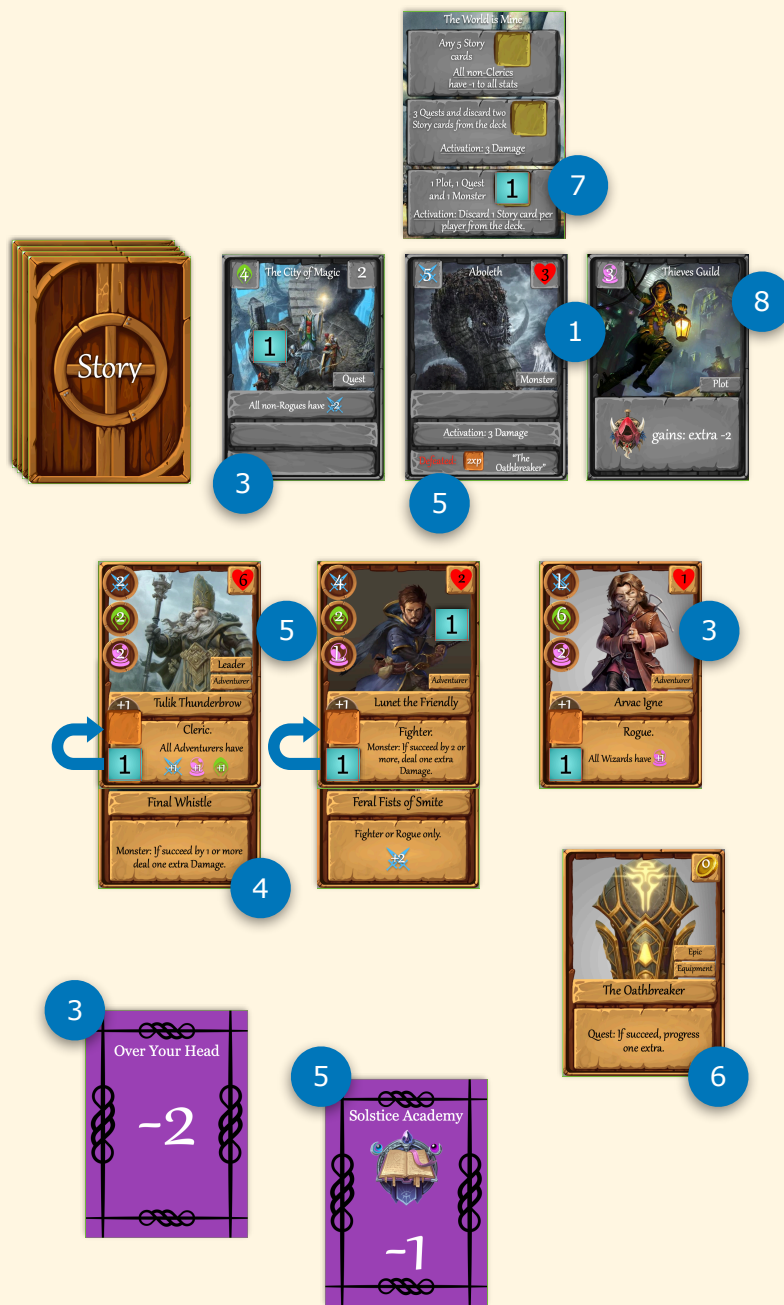 The World is Mine
Any 5 Story
cards
All non-Clerics
have -1 to all stats
3 Quests and discard two
Story cards from the deck
Activation: 3 Damage
1 Plot, 1 Quest
and 1 Monster
1
Activation: Discard 1 Story card per
player from the deck.
7
Story
4
The City of Magic
2
1
Quest
All non-Rogues have -2
3
5
Aboleth
3
Monster
1
Activation: 3 Damage
Defeated:
2xp
"The
Oathbreaker"
5
3
Thieves Guild
8
Plot
gains: extra -2
2
6
2
2
5
Leader
Adventurer
+1
Tulik Thunderbrow
Cleric.
All Adventurers have
+1 +1 +1
1
Final Whistle
Monster: If succeed by 1 or more
deal one extra Damage.
4
4
2
2
1
1
Adventurer
+1
Lunet the Friendly
Fighter.
Monster: If succeed by 2 or
more, deal one extra
Damage.
1
Feral Fists of Smite
Fighter or Rogue only.
+2
1
1
6
2
3
Adventurer
+1
Arvac Igne
Rogue.
All Wizards have +1
1
0
Epic
Equipment
The Oathbreaker
Quest: If succeed, progress
one extra.
6
3
Over Your Head
-2
5
Solstice Academy
-1